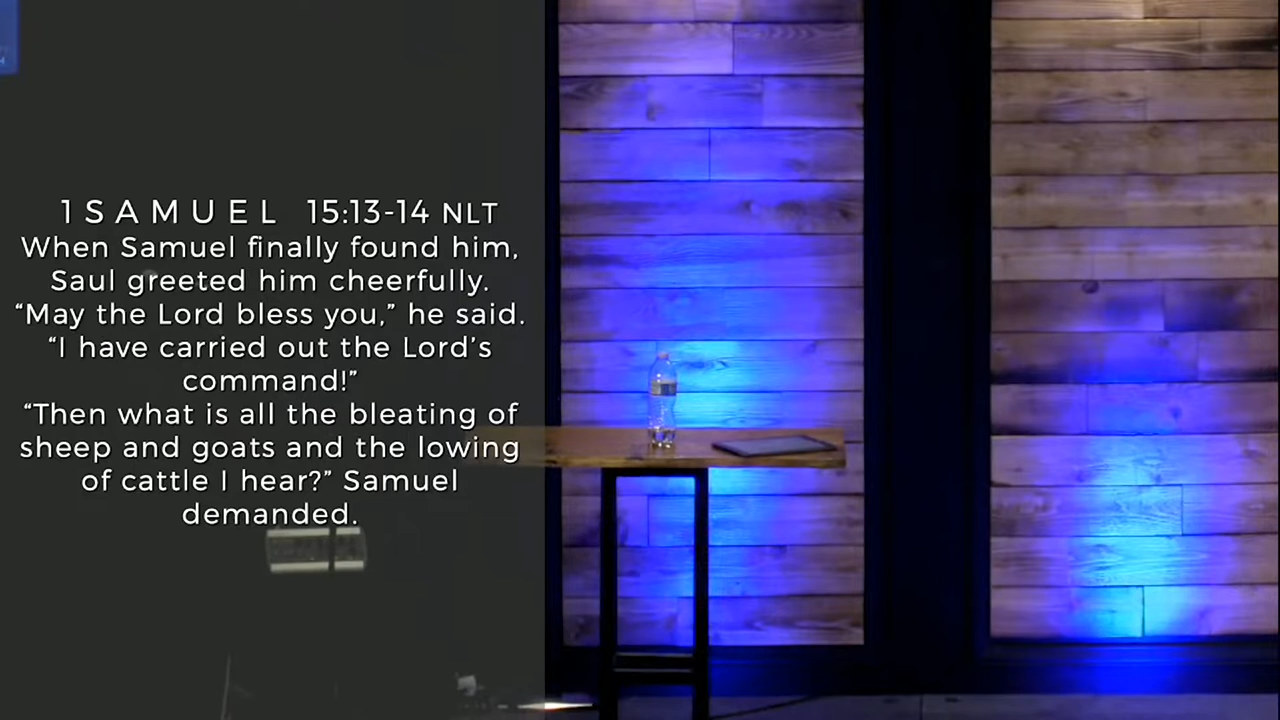 1 SAMUEL 15:13-14 NLT
When Samuel finally found him,
Saul greeted him cheerfully.
“May the Lord bless you,” he said.
“I have carried out the Lord’s
command!”
“Then what is all the bleating of
sheep and goats and the lowing
of cattle I hear?” Samuel
demanded.